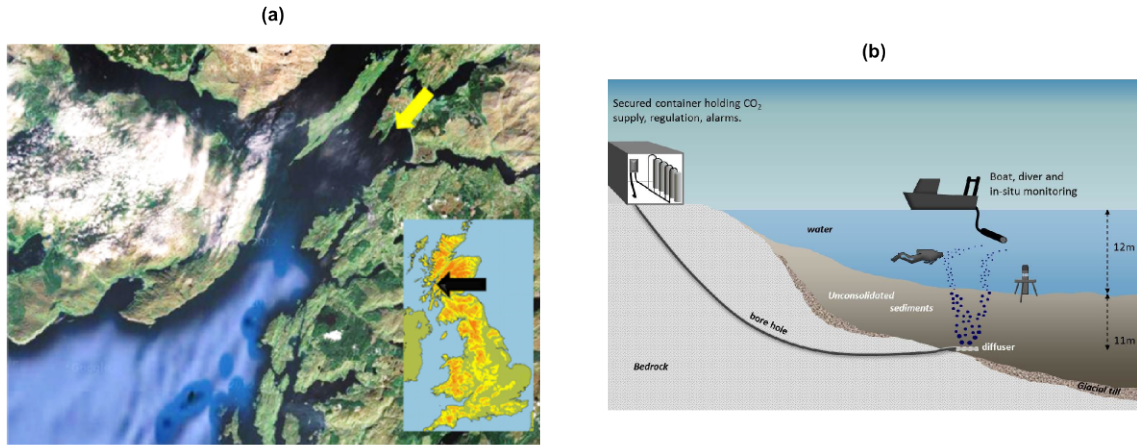 (a)
(b)
Secured container holding CO₂
supply, regulation, alarms.
Boat, diver and
in-situ monitoring
water
12m
Unconsolidated
sediments
bore hole
diffuser
11m
Bedrock
Glacial till